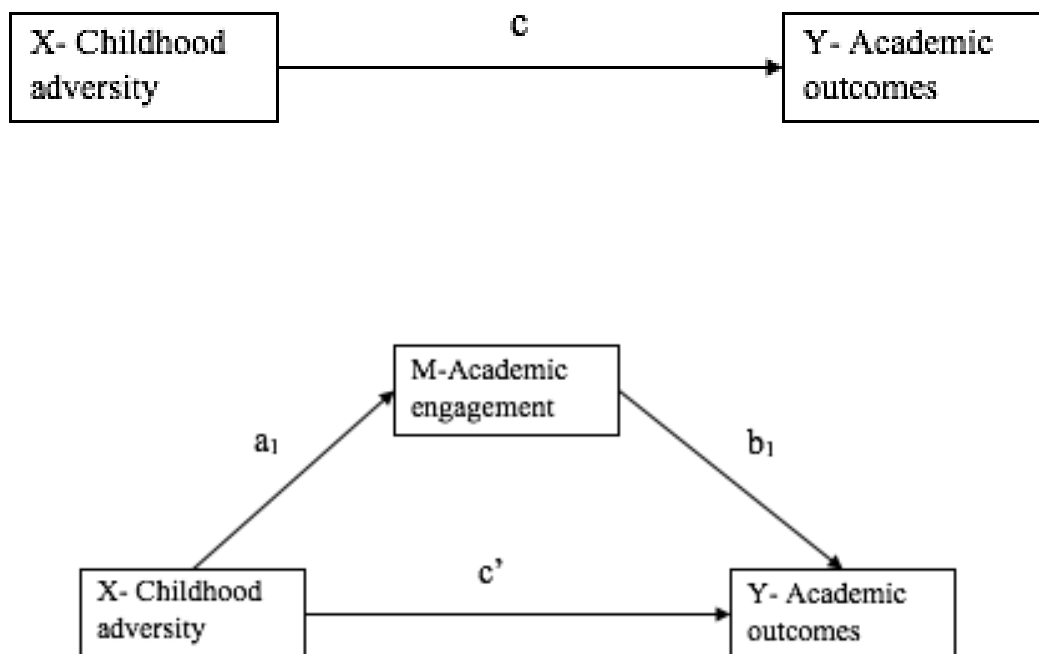 X- Childhood
adversity
c
Y- Academic
outcomes
M-Academic
engagement
a₁
b₁
X- Childhood
adversity
c’
Y- Academic
outcomes